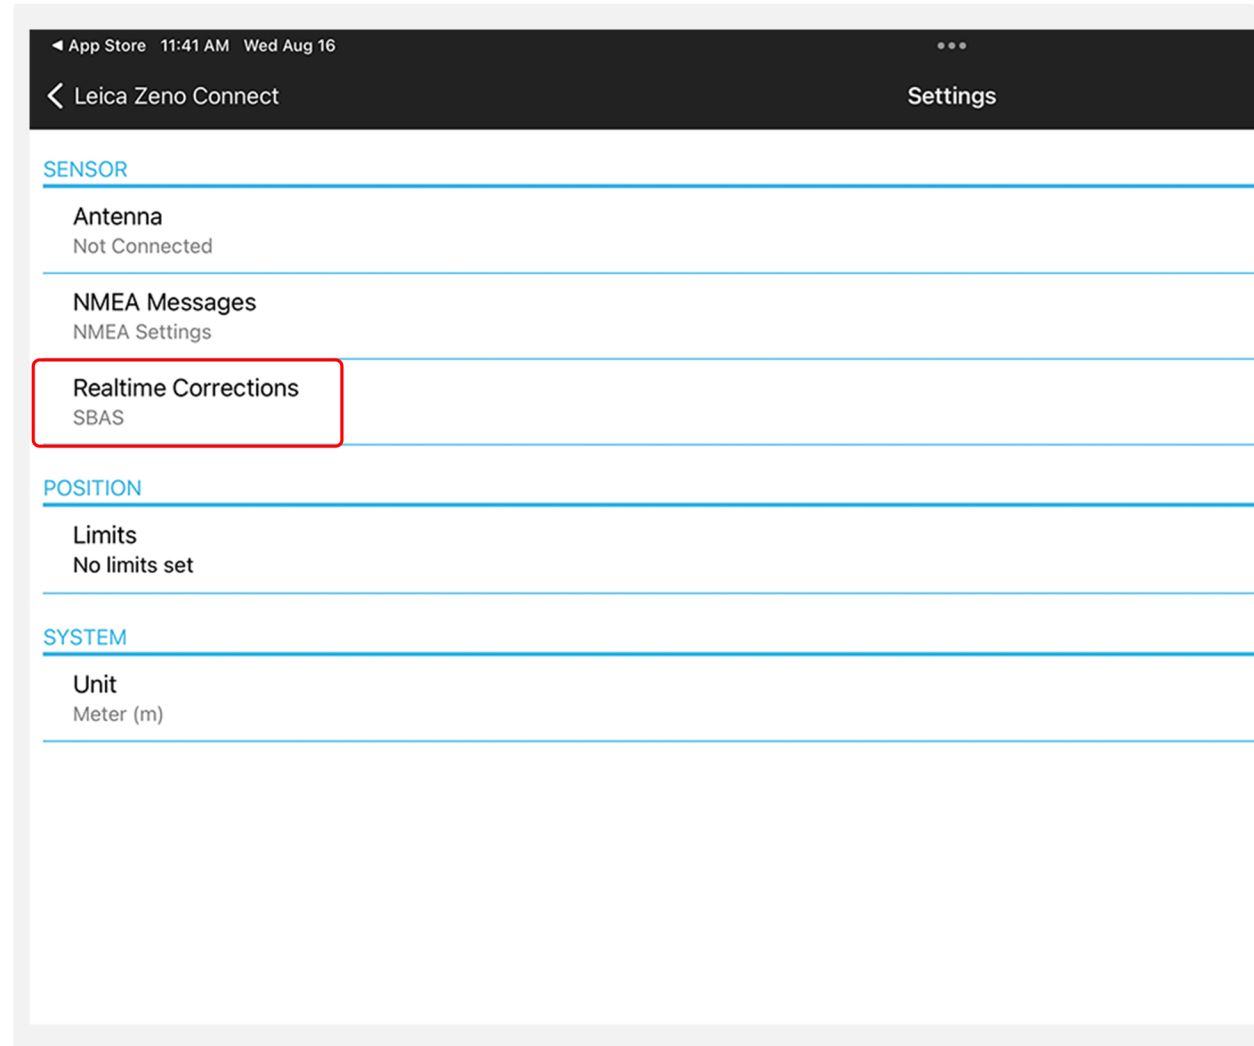 ◀ App Store 11:41 AM Wed Aug 16
Leica Zeno Connect
Settings
SENSOR
Antenna
Not Connected
NMEA Messages
NMEA Settings
Realtime Corrections
SBAS
POSITION
Limits
No limits set
SYSTEM
Unit
Meter (m)